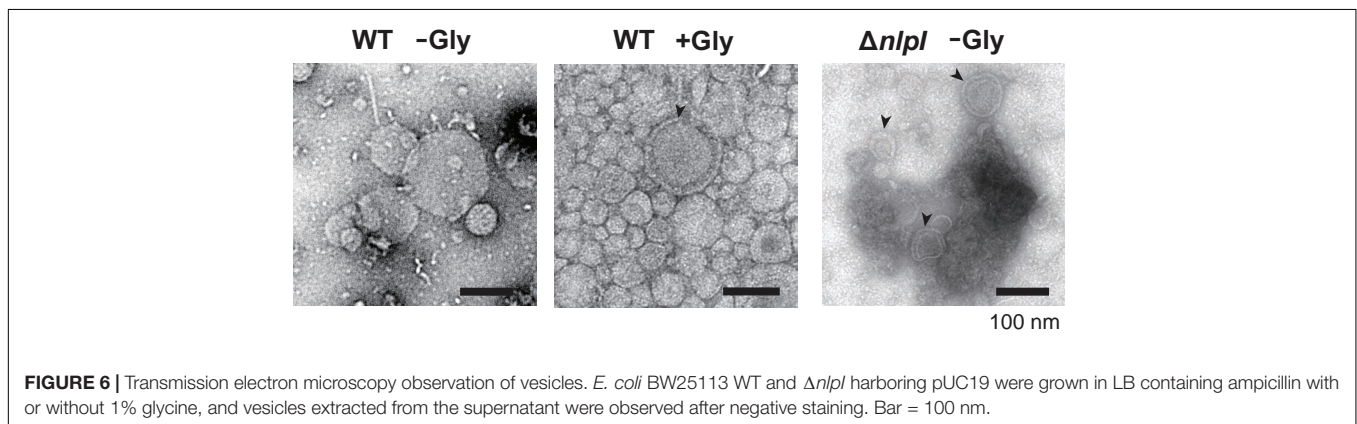 WT -Gly WT +Gly Δnlpl -Gly
100 nm
FIGURE 6 | Transmission electron microscopy observation of vesicles. E. coli BW25113 WT and Δnlpl harboring pUC19 were grown in LB containing ampicillin with
or without 1% glycine, and vesicles extracted from the supernatant were observed after negative staining. Bar = 100 nm.